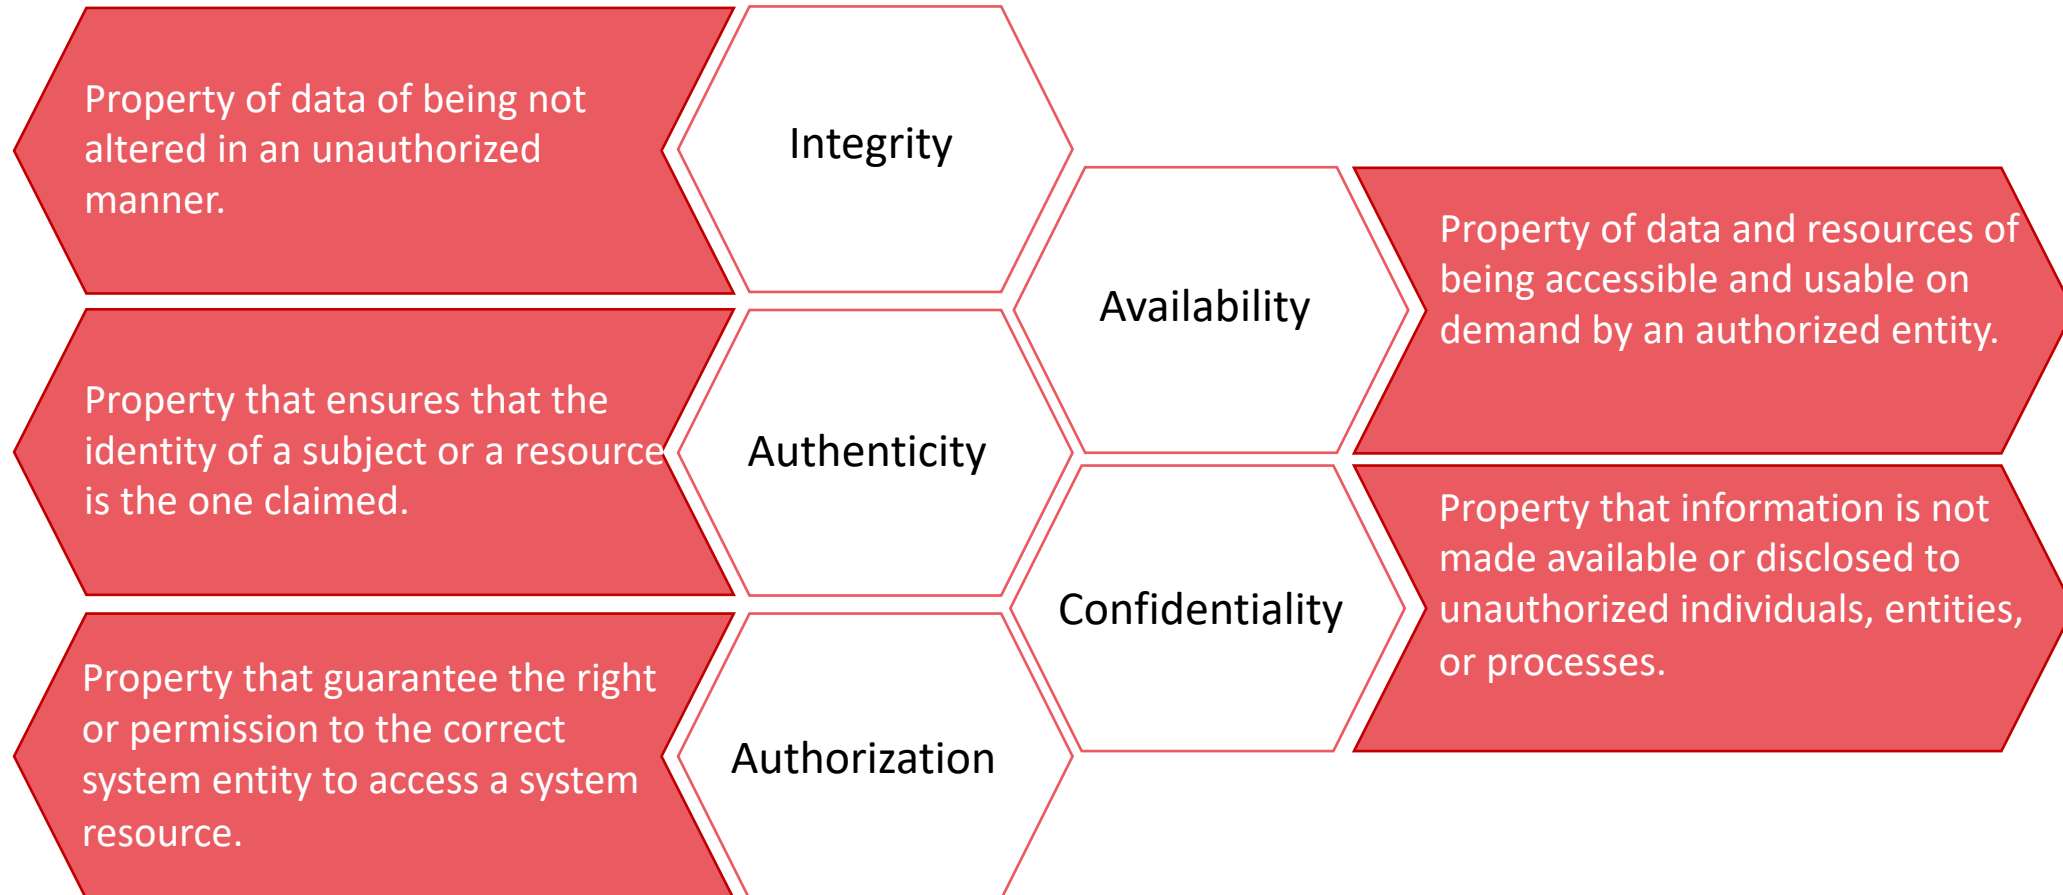 Property of data of being not
altered in an unauthorized
manner.
Integrity
Availability
Property of data and resources of
being accessible and usable on
demand by an authorized entity.
Property that ensures that the
identity of a subject or a resource
is the one claimed.
Authenticity
Confidentiality
Property that information is not
made available or disclosed to
unauthorized individuals, entities,
or processes.
Property that guarantee the right
or permission to the correct
system entity to access a system
resource.
Authorization